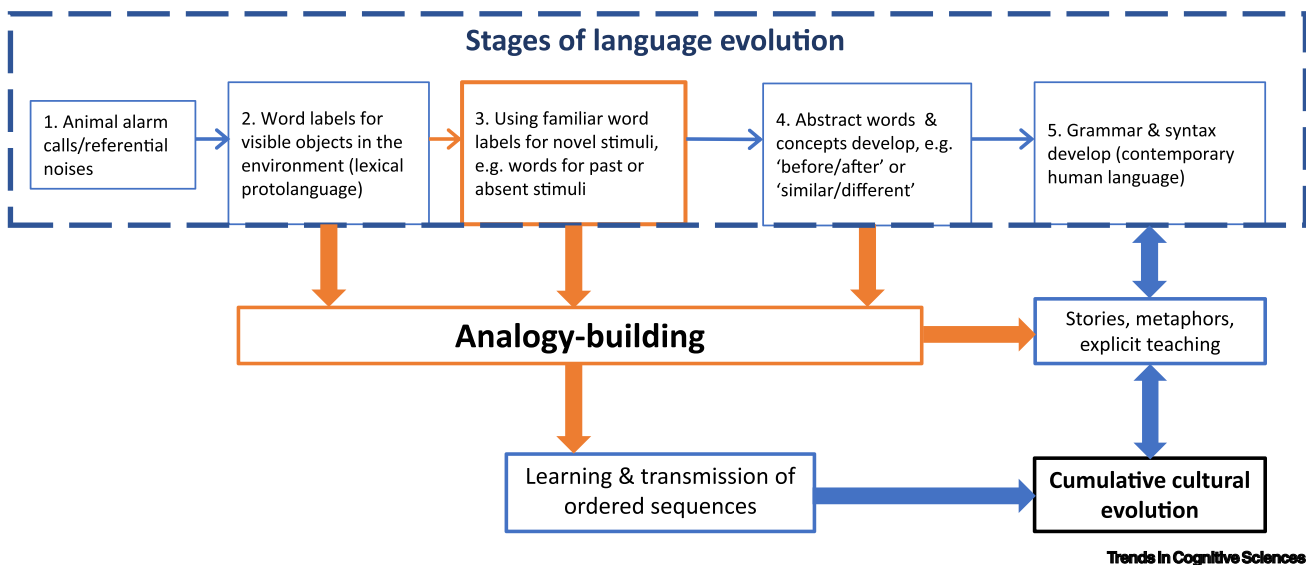 Stages of language evolution
1. Animal alarm
calls/referential
noises
2. Word labels for
visible objects in the
environment (lexical
protolanguage)
3. Using familiar word
labels for novel stimuli,
e.g. words for past or
absent stimuli
4. Abstract words &
concepts develop, e.g.
‘before/after’ or
‘similar/different’
5. Grammar & syntax
develop (contemporary
human language)
Analogy-building
Stories, metaphors,
explicit teaching
Learning & transmission of
ordered sequences
Cumulative cultural
evolution
Trends in Cognitive Sciences